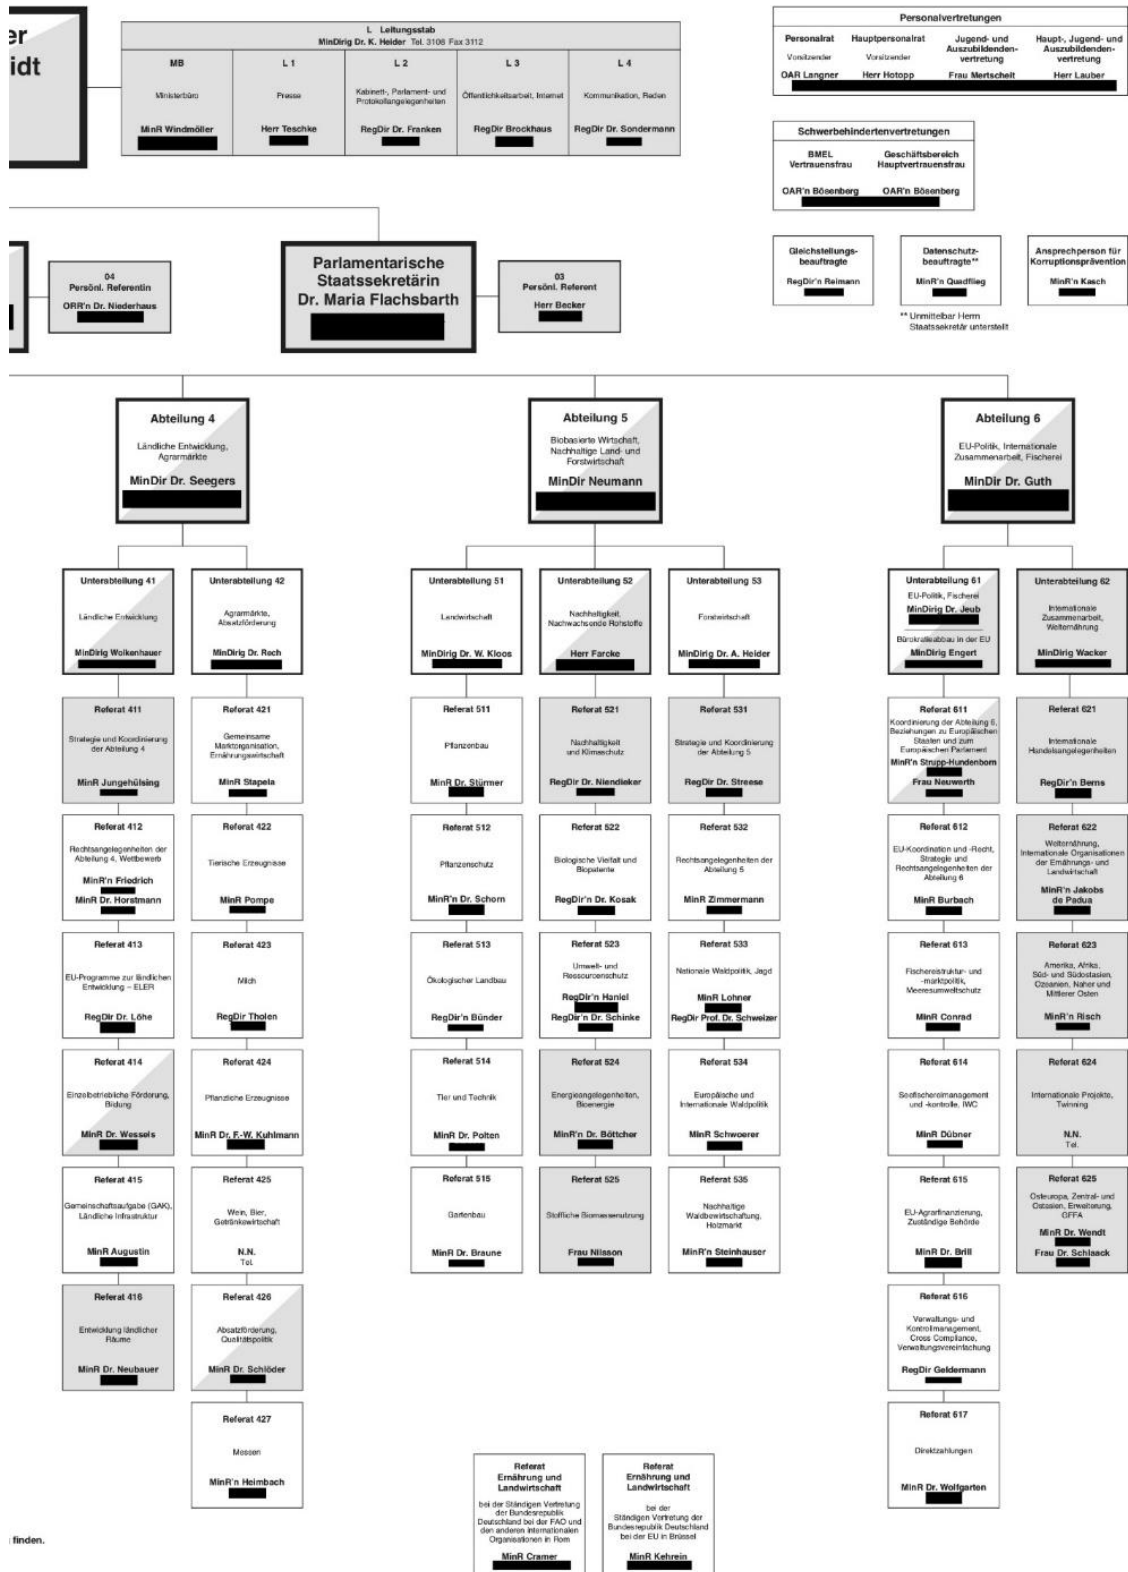 er
idt
L Leitungsstab
MinDirig Dr. K. Heider Tel. 3108 Fax 3112
MB
Ministerbüro
MinR Windmöller
L 1
Presse
Herr Teschke
L 2
Kabinett-, Parlament- und
Protokollangelegenheiten
RegDir Dr. Franken
L 3
Öffentlichkeitsarbeit, Internet
RegDir Brockhaus
L 4
Kommunikation, Reden
RegDir Dr. Sondermann
Personalvertretungen
Personalrat
Vorsitzender
OAR Langner
Hauptpersonalrat
Vorsitzender
Herr Hotopp
Jugend- und
Auszubildenden-
vertretung
Frau Mertscheit
Haupt-, Jugend- und
Auszubildenden-
vertretung
Herr Lauber
Schwerbehindertenvertretungen
BMEL
Vertrauensfrau
OAR'n Bösenberg
Geschäftsbereich
Hauptvertrauensfrau
OAR'n Bösenberg
Gleichstellungs-
beauftragte
RegDir'n Reimann
Datenschutz-
beauftragte**
MinR'n Quadflieg
Ansprechperson für
Korruptionsprävention
MinR'n Kasch
** Unmittelbar Herrn
Staatssekretär unterstellt
04
Persönl. Referentin
ORR'n Dr. Niederhaus
Parlamentarische
Staatssekretärin
Dr. Maria Flachsbarth
03
Persönl. Referent
Herr Becker
Abteilung 4
Ländliche Entwicklung,
Agrarmärkte
MinDir Dr. Seegers
Abteilung 5
Biobasierte Wirtschaft,
Nachhaltige Land- und
Forstwirtschaft
MinDir Neumann
Abteilung 6
EU-Politik, Internationale
Zusammenarbeit, Fischerei
MinDir Dr. Guth
Unterabteilung 41
Ländliche Entwicklung
MinDirig Wolkenhauer
Unterabteilung 42
Agrarmärkte,
Absatzförderung
MinDirig Dr. Rech
Unterabteilung 51
Landwirtschaft
MinDirig Dr. W. Kloos
Unterabteilung 52
Nachhaltigkeit,
Nachwachsende Rohstoffe
Herr Farcke
Unterabteilung 53
Forstwirtschaft
MinDirig Dr. A. Heider
Unterabteilung 61
EU-Politik, Fischerei
MinDirig Dr. Jeub
Bürokratieabbau in der EU
MinDirig Engert
Unterabteilung 62
Internationale
Zusammenarbeit,
Welternährung
MinDirig Wacker
Referat 411
Strategie und Koordinierung
der Abteilung 4
MinR Jungehülsing
Referat 421
Gemeinsame
Marktorganisation,
Ernährungswirtschaft
MinR Stapela
Referat 511
Pflanzenbau
MinR Dr. Stürmer
Referat 521
Nachhaltigkeit
und Klimaschutz
RegDir Dr. Niendieker
Referat 531
Strategie und Koordinierung
der Abteilung 5
RegDir Dr. Streese
Referat 611
Koordinierung der Abteilung 6,
Beziehungen zu Europäischen
Staaten und zum
Europäischen Parlament
MinR'n Strupp-Hundenborn
Frau Neuwerth
Referat 621
Internationale
Handelsangelegenheiten
RegDir'n Berns
Referat 412
Rechtsangelegenheiten der
Abteilung 4, Wettbewerb
MinR'n Friedrich
MinR Dr. Horstmann
Referat 422
Tierische Erzeugnisse
MinR Pompe
Referat 512
Pflanzenschutz
MinR'n Dr. Schorn
Referat 522
Biologische Vielfalt und
Biopatente
RegDir'n Dr. Kosak
Referat 532
Rechtsangelegenheiten der
Abteilung 5
MinR Zimmermann
Referat 612
EU-Koordination und -Recht,
Strategie und
Rechtsangelegenheiten der
Abteilung 6
MinR Burbach
Referat 622
Welternährung,
Internationale Organisationen
der Ernährungs- und
Landwirtschaft
MinR'n Jakobs
de Padua
Referat 413
EU-Programme zur ländlichen
Entwicklung – ELER
RegDir Dr. Löhe
Referat 423
Milch
RegDir Tholen
Referat 513
Ökologischer Landbau
RegDir'n Bünder
Referat 523
Umwelt- und
Ressourcenschutz
RegDir'n Haniel
RegDir'n Dr. Schinke
Referat 533
Nationale Waldpolitik, Jagd
MinR Lohner
RegDir Prof. Dr. Schweizer
Referat 613
Fischereistruktur- und
-marktpolitik,
Meeresumweltschutz
MinR Conrad
Referat 623
Amerika, Afrika,
Süd- und Südostasien,
Ozeanien, Naher und
Mittlerer Osten
MinR'n Risch
Referat 414
Einzelbetriebliche Förderung,
Bildung
MinR Dr. Wessels
Referat 424
Pflanzliche Erzeugnisse
MinR Dr. F.-W. Kuhlmann
Referat 514
Tier und Technik
MinR Dr. Polten
Referat 524
Energieangelegenheiten,
Bioenergie
MinR'n Dr. Böttcher
Referat 534
Europäische und
Internationale Waldpolitik
MinR Schwoerer
Referat 614
Seefischereimanagement
und -kontrolle, IWC
MinR Dübner
Referat 624
Internationale Projekte,
Twinning
N.N.
Tel.
Referat 415
Gemeinschaftsaufgabe (GAK),
Ländliche Infrastruktur
MinR Augustin
Referat 425
Wein, Bier,
Getränkewirtschaft
N.N.
Tel.
Referat 515
Gartenbau
MinR Dr. Braune
Referat 525
Stoffliche Biomassenutzung
Frau Nilsson
Referat 535
Nachhaltige
Waldbewirtschaftung,
Holzmarkt
MinR'n Steinhauser
Referat 615
EU-Agrarfinanzierung,
Zuständige Behörde
MinR Dr. Brill
Referat 625
Osteuropa, Zentral- und
Ostasien, Erweiterung,
GFFA
MinR Dr. Wendt
Frau Dr. Schlaack
Referat 416
Entwicklung ländlicher
Räume
MinR Dr. Neubauer
Referat 426
Absatzförderung,
Qualitätspolitik
MinR Dr. Schlöder
Referat 616
Verwaltungs- und
Kontrollmanagement,
Cross Compliance,
Verwaltungsvereinfachung
RegDir Geldermann
Referat 427
Messen
MinR'n Heimbach
Referat 617
Direktzahlungen
MinR Dr. Wolfgarten
Referat
Ernährung und
Landwirtschaft
bei der Ständigen Vertretung
der Bundesrepublik
Deutschland bei der FAO und
den anderen internationalen
Organisationen in Rom
MinR Cramer
Referat
Ernährung und
Landwirtschaft
bei der
Ständigen Vertretung der
Bundesrepublik Deutschland
bei der EU in Brüssel
MinR Kehrein
finden.